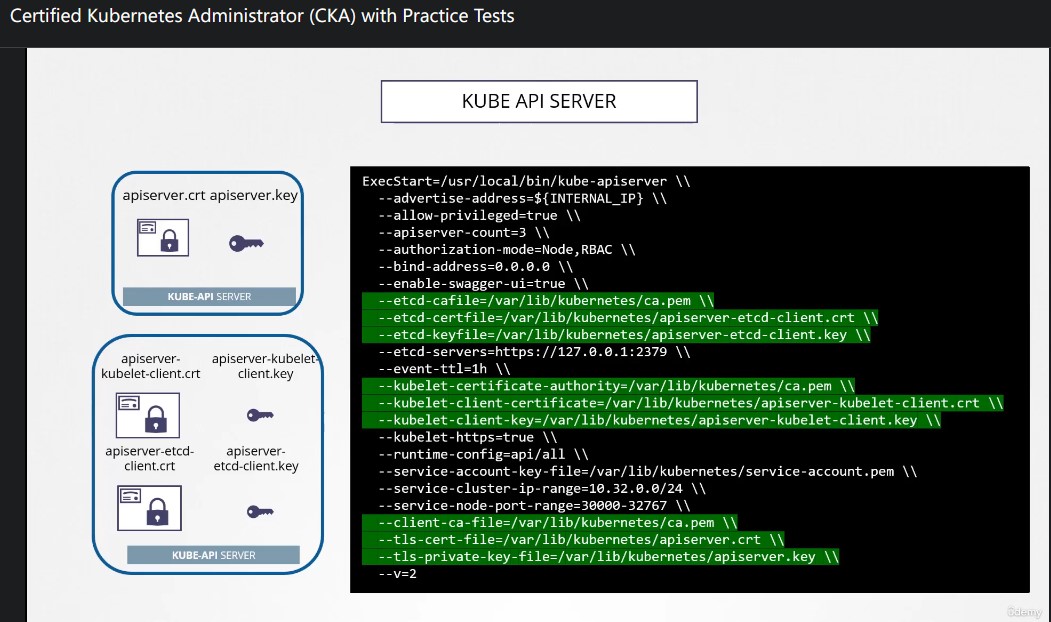 Certified Kubernetes Administrator (CKA) with Practice Tests
KUBE API SERVER
apiserver.crt apiserver.key
KUBE-API SERVER
apiserver-
kubelet-client.crt
apiserver-kubelet-
client.key
apiserver-etcd-
client.crt
apiserver-
etcd-client.key
KUBE-API SERVER
ExecStart=/usr/local/bin/kube-apiserver \\
--advertise-address=${INTERNAL_IP} \\
--allow-privileged=true \\
--apiserver-count=3 \\
--authorization-mode=Node,RBAC \\
--bind-address=0.0.0.0 \\
--enable-swagger-ui=true \\
--etcd-cafile=/var/lib/kubernetes/ca.pem \\
--etcd-certfile=/var/lib/kubernetes/apiserver-etcd-client.crt \\
--etcd-keyfile=/var/lib/kubernetes/apiserver-etcd-client.key \\
--etcd-servers=https://127.0.0.1:2379 \\
--event-ttl=1h \\
--kubelet-certificate-authority=/var/lib/kubernetes/ca.pem \\
--kubelet-client-certificate=/var/lib/kubernetes/apiserver-kubelet-client.crt \\
--kubelet-client-key=/var/lib/kubernetes/apiserver-kubelet-client.key \\
--kubelet-https=true \\
--runtime-config=api/all \\
--service-account-key-file=/var/lib/kubernetes/service-account.pem \\
--service-cluster-ip-range=10.32.0.0/24 \\
--service-node-port-range=30000-32767 \\
--client-ca-file=/var/lib/kubernetes/ca.pem \\
--tls-cert-file=/var/lib/kubernetes/apiserver.crt \\
--tls-private-key-file=/var/lib/kubernetes/apiserver.key \\
--v=2
ûdemy